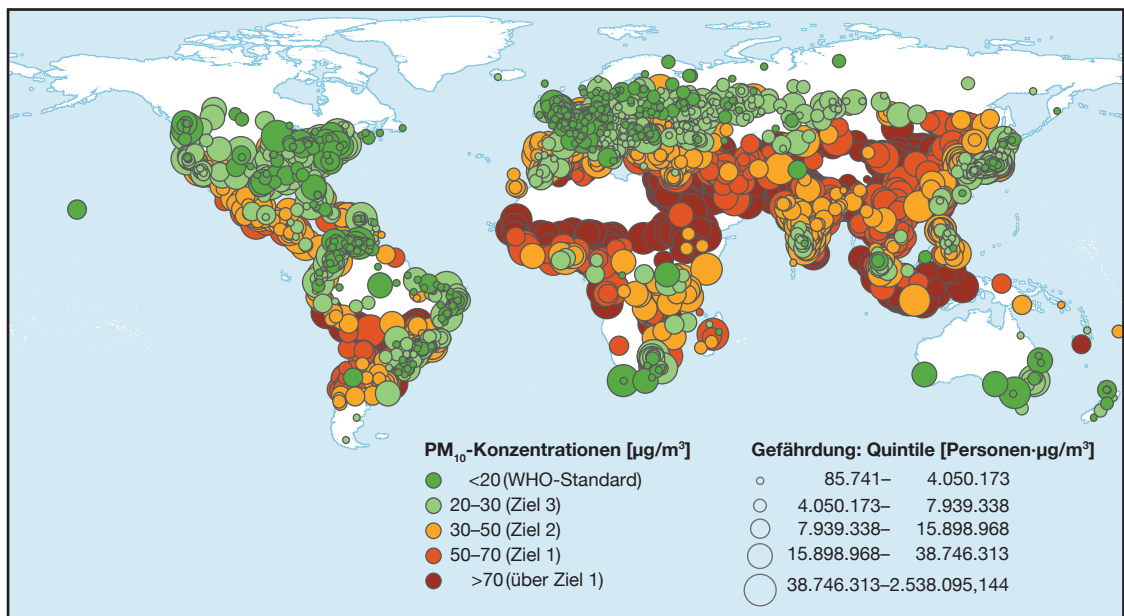 PM₁₀-Konzentrationen [µg/m³]
<20 (WHO-Standard)
20–30 (Ziel 3)
30–50 (Ziel 2)
50–70 (Ziel 1)
>70 (über Ziel 1)
Gefährdung: Quintile [Personen·µg/m³]
85.741– 4.050.173
4.050.173– 7.939.338
7.939.338– 15.898.968
15.898.968– 38.746.313
38.746.313–2.538.095,144